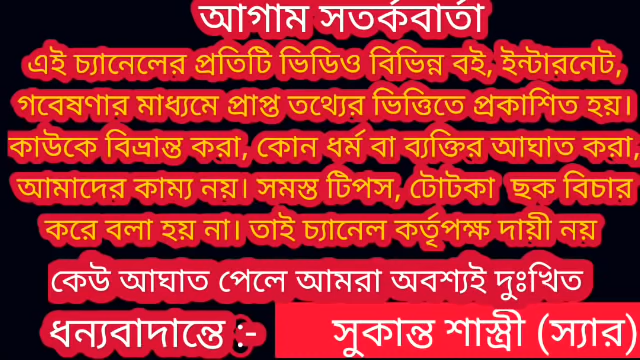 আগাম সতর্কবার্তা
এই চ্যানেলের প্রতিটি ভিডিও বিভিন্ন বই, ইন্টারনেট,
গবেষণার মাধ্যমে প্রাপ্ত তথ্যের ভিত্তিতে প্রকাশিত হয়।
কাউকে বিভ্রান্ত করা, কোন ধর্ম বা ব্যক্তির আঘাত করা,
আমাদের কাম্য নয়। সমস্ত টিপস, টোটকা ছক বিচার
করে বলা হয় না। তাই চ্যানেল কর্তৃপক্ষ দায়ী নয়
কেউ আঘাত পেলে আমরা অবশ্যই দুঃখিত
ধন্যবাদান্তে :- সুকান্ত শাস্ত্রী (স্যার)